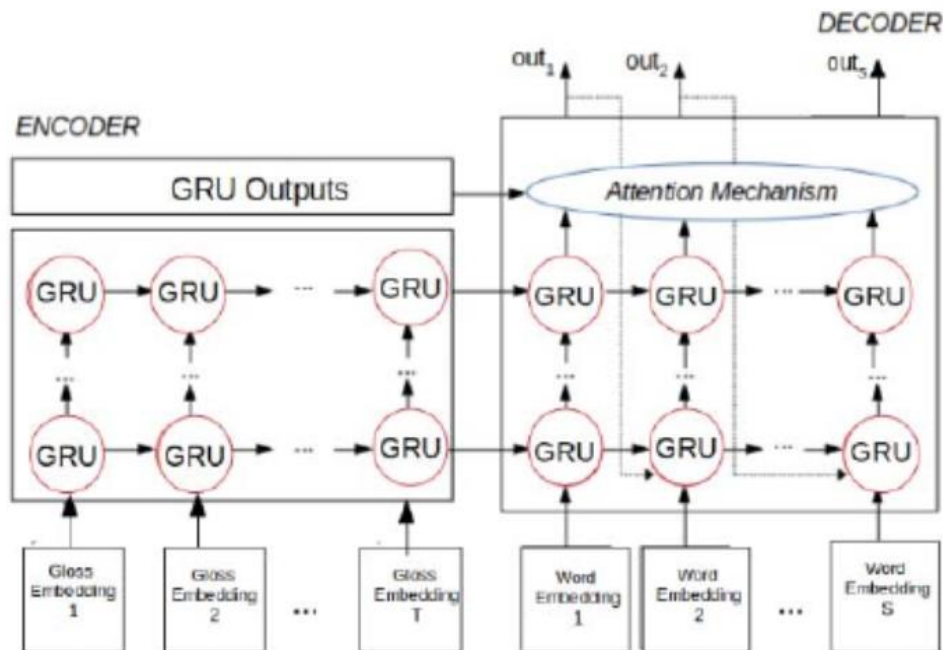 DECODER
out1 out2 outs
ENCODER
GRU Outputs
Attention Mechanism
GRU GRU ... GRU GRU GRU ... GRU
... ... ... ... ... ...
GRU GRU ... GRU GRU GRU ... GRU
Gloss Embedding 1
Gloss Embedding 2
...
Gloss Embedding T
Word Embedding 1
Word Embedding 2
...
Word Embedding S